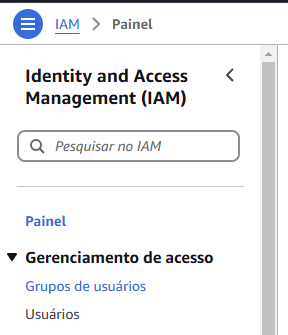 IAM > Painel
Identity and Access
Management (IAM)
Pesquisar no IAM
Painel
Gerenciamento de acesso
Grupos de usuários
Usuários